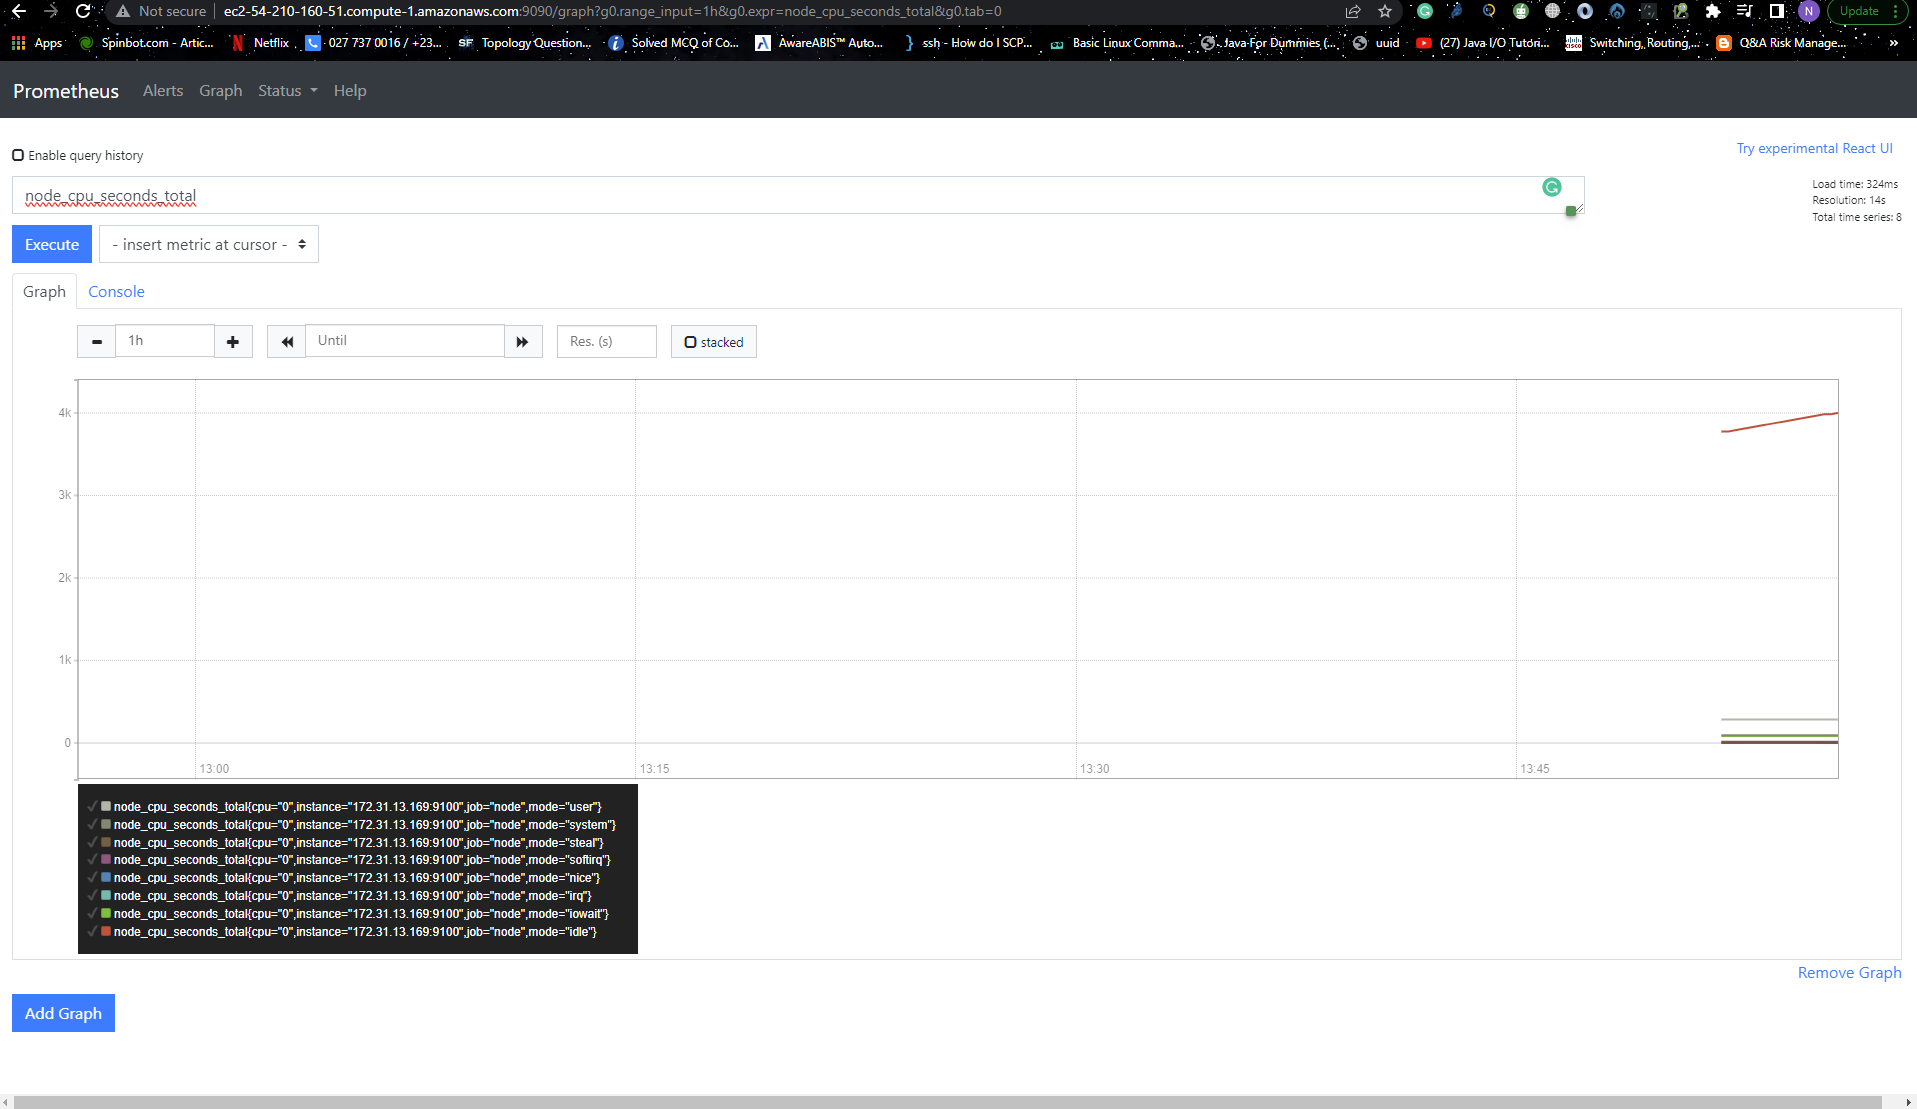 Not secure | ec2-54-210-160-51.compute-1.amazonaws.com:9090/graph?g0.range_input=1h&g0.expr=node_cpu_seconds_total&g0.tab=0
N
Update
Apps
Spinbot.com - Artic...
Netflix
027 737 0016 / +23...
SF Topology Question...
Solved MCQ of Co...
AwareABIS™ Auto...
ssh - How do I SCP...
Basic Linux Comma...
Java For Dummies (...
uuid
(27) Java I/O Tutori...
Switching, Routing,...
Q&A Risk Manage...
»
Prometheus
Alerts
Graph
Status
Help
Enable query history
Try experimental React UI
node_cpu_seconds_total
Load time: 324ms
Resolution: 14s
Total time series: 8
Execute
- insert metric at cursor -
Graph
Console
1h
Until
Res. (s)
stacked
4k
3k
2k
1k
0
13:00
13:15
13:30
13:45
node_cpu_seconds_total{cpu="0",instance="172.31.13.169:9100",job="node",mode="user"}
node_cpu_seconds_total{cpu="0",instance="172.31.13.169:9100",job="node",mode="system"}
node_cpu_seconds_total{cpu="0",instance="172.31.13.169:9100",job="node",mode="steal"}
node_cpu_seconds_total{cpu="0",instance="172.31.13.169:9100",job="node",mode="softirq"}
node_cpu_seconds_total{cpu="0",instance="172.31.13.169:9100",job="node",mode="nice"}
node_cpu_seconds_total{cpu="0",instance="172.31.13.169:9100",job="node",mode="irq"}
node_cpu_seconds_total{cpu="0",instance="172.31.13.169:9100",job="node",mode="iowait"}
node_cpu_seconds_total{cpu="0",instance="172.31.13.169:9100",job="node",mode="idle"}
Remove Graph
Add Graph